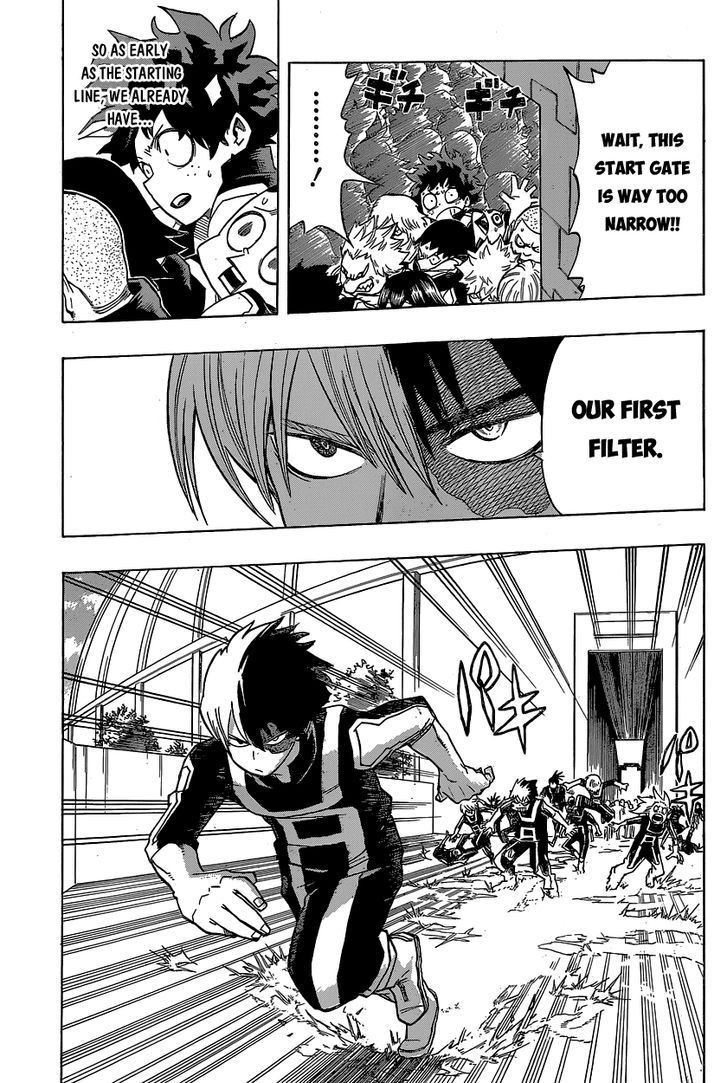 WAIT, THIS
START GATE
IS WAY TOO
NARROW!!
ギチ
ギチ
........!
SO AS EARLY
AS THE STARTING
LINE, WE ALREADY
HAVE...
OUR FIRST
FILTER.
パキ
パキ